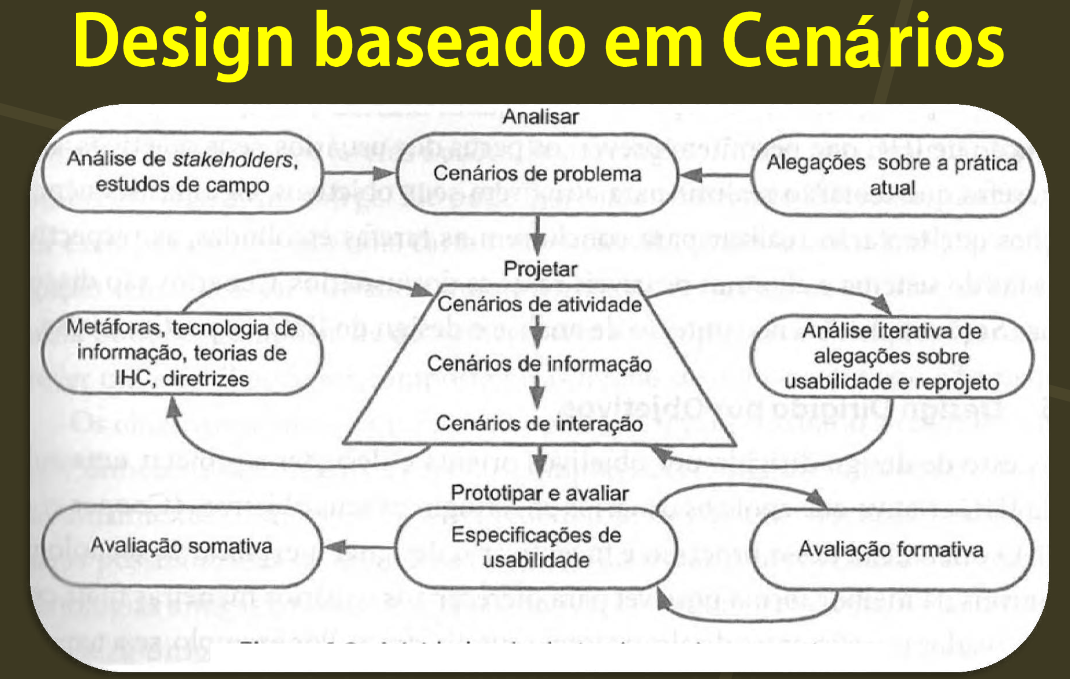 Design baseado em Cenários
Analisar
Análise de stakeholders,
estudos de campo
Cenários de problema
Alegações sobre a prática
atual
Projetar
Cenários de atividade
Metáforas, tecnologia de
informação, teorias de
IHC, diretrizes
Cenários de informação
Análise iterativa de
alegações sobre
usabilidade e reprojeto
Cenários de interação
Prototipar e avaliar
Avaliação somativa
Especificações de
usabilidade
Avaliação formativa